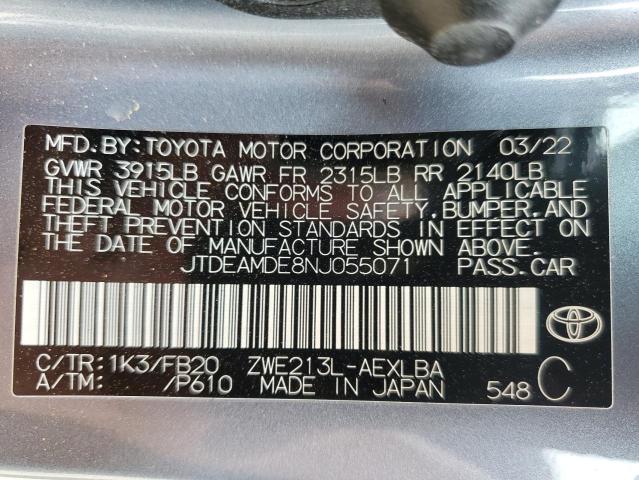 MFD.BY:TOYOTA MOTOR CORPORATION 03/22
GVWR 3915LB GAWR FR 2315LB RR 2140LB
THIS VEHICLE CONFORMS TO ALL APPLICABLE
FEDERAL MOTOR VEHICLE SAFETY,BUMPER,AND
THEFT PREVENTION STANDARDS IN EFFECT ON
THE DATE OF MANUFACTURE SHOWN ABOVE.
JTDEAMDE8NJ055071 PASS.CAR
C/TR:1K3/FB20 ZWE213L-AEXLBA
A/TM: /P610 MADE IN JAPAN 548 C